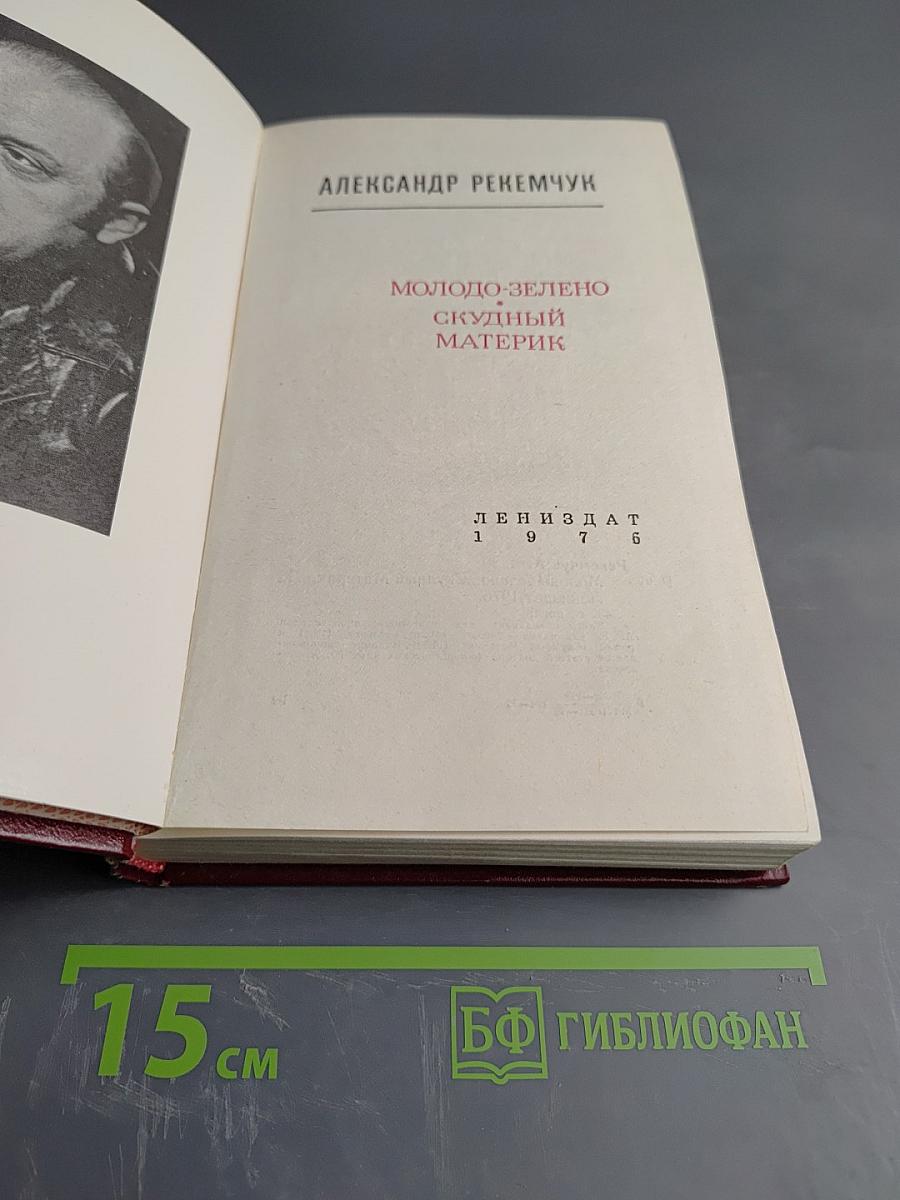 АЛЕКСАНДР РЕКЕМЧУК
МОЛОДО-ЗЕЛЕНО
•
СКУДНЫЙ
МАТЕРИК
ЛЕНИЗДАТ
1976
15 см
БФ ГИБЛИОФАН